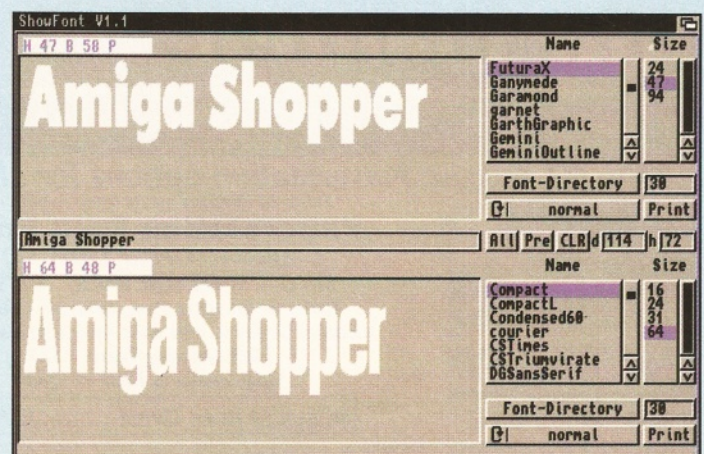 ShowFont V1.1
H 47 B 58 P
Name Size
Amiga Shopper
FuturaX
Ganymede
Garamond
garnet
GarthGraphic
Gemini
GeminiOutline
24
47
94
Font-Directory 30
normal Print
Amiga Shopper All Pre CLR d 114 h 72
H 64 B 48 P
Name Size
Amiga Shopper
Compact
CompactL
Condensed60
courier
CSTimes
CSTriumvirate
DGSansSerif
16
24
31
64
Font-Directory 30
normal Print